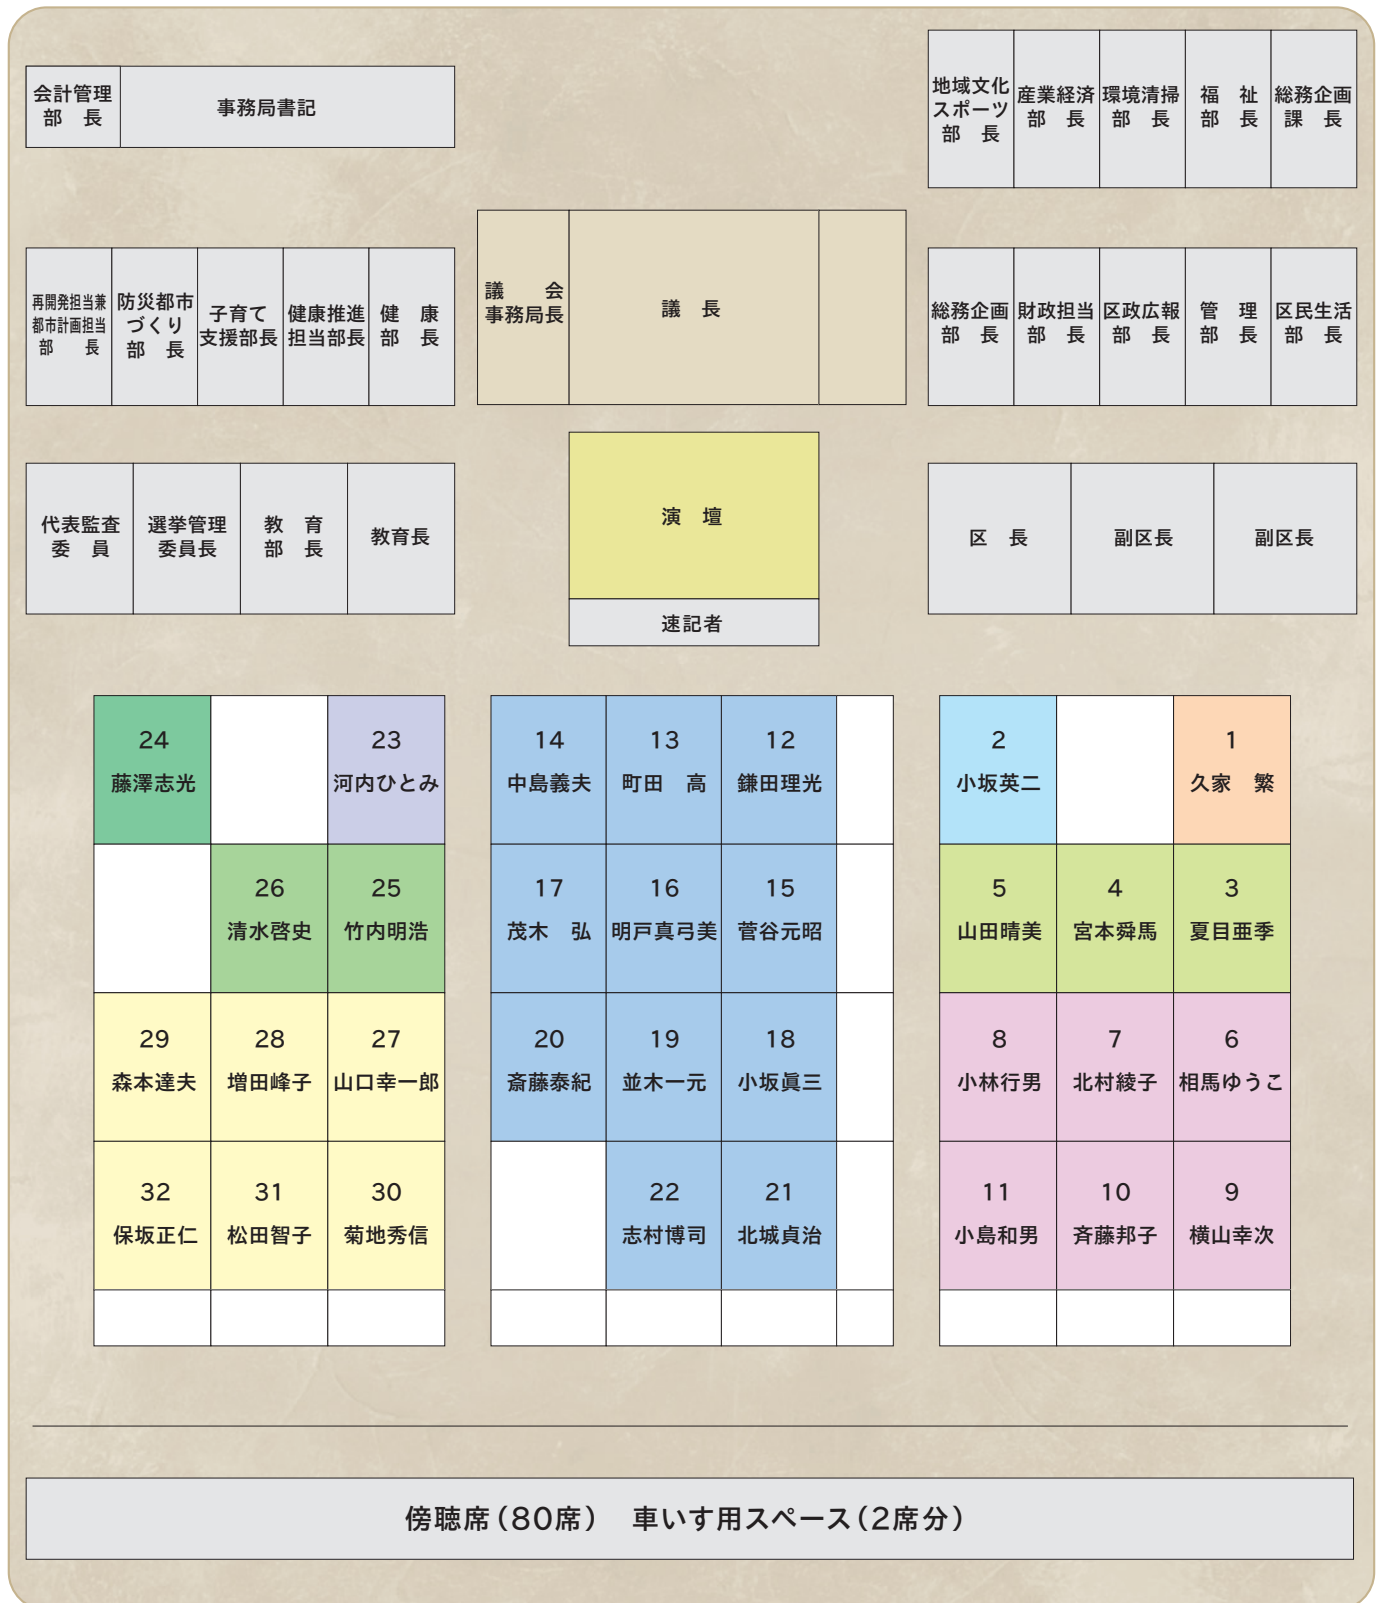 会計管理
部　長
事務局書記
地域文化
スポーツ
部　長
産業経済
部　長
環境清掃
部　長
福　祉
部　長
総務企画
課　長
再開発担当兼
都市計画担当
部　　長
防災都市
づくり
部　長
子育て
支援部長
健康推進
担当部長
健　康
部　長
議　　会
事務局長
議　長
総務企画
部　長
財政担当
部　長
区政広報
部　長
管　理
部　長
区民生活
部　長
代表監査
委　員
選挙管理
委員長
教　育
部　長
教育長
演　壇
速記者
区　長
副区長
副区長
24
藤澤志光
23
河内ひとみ
26
清水啓史
25
竹内明浩
29
森本達夫
28
増田峰子
27
山口幸一郎
32
保坂正仁
31
松田智子
30
菊地秀信
14
中島義夫
13
町田　高
12
鎌田理光
17
茂木　弘
16
明戸真弓美
15
菅谷元昭
20
斎藤泰紀
19
並木一元
18
小坂眞三
22
志村博司
21
北城貞治
2
小坂英二
1
久家　繁
5
山田晴美
4
宮本舜馬
3
夏目亜季
8
小林行男
7
北村綾子
6
相馬ゆうこ
11
小島和男
10
斉藤邦子
9
横山幸次
傍聴席（80席）　車いす用スペース（2席分）